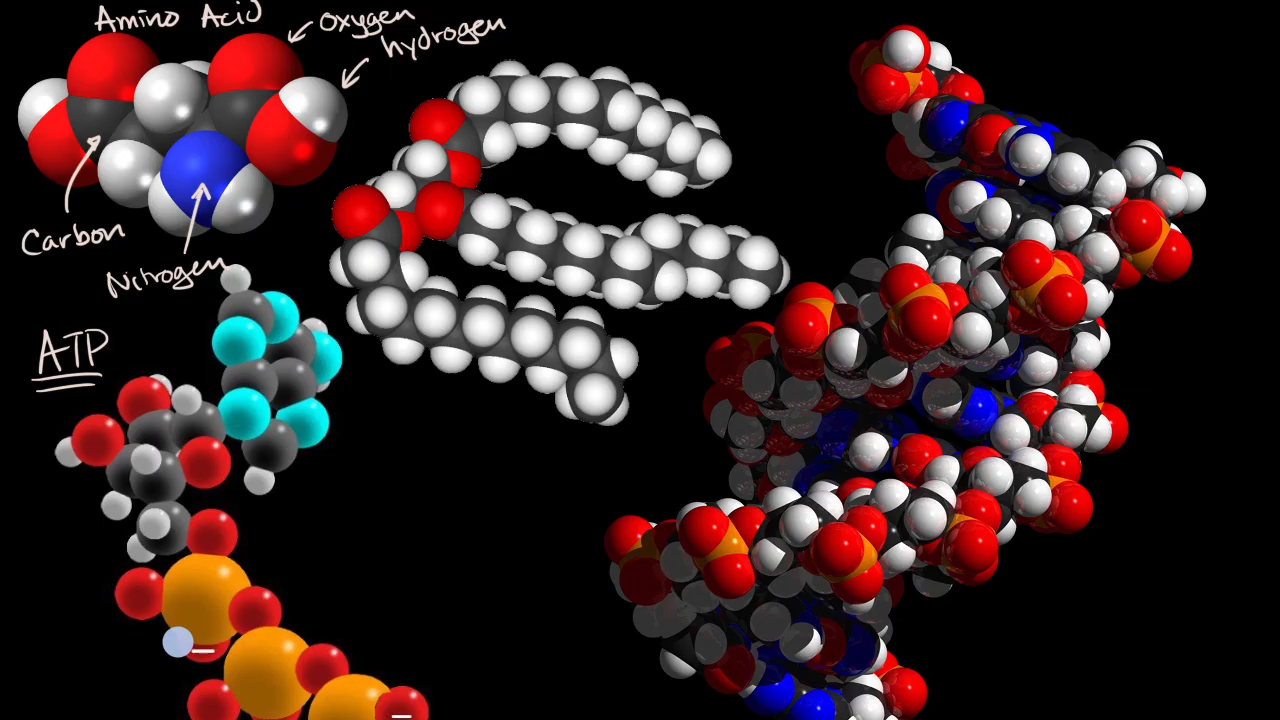 Amino Acid
oxygen
hydrogen
Carbon
Nitrogen
ATP